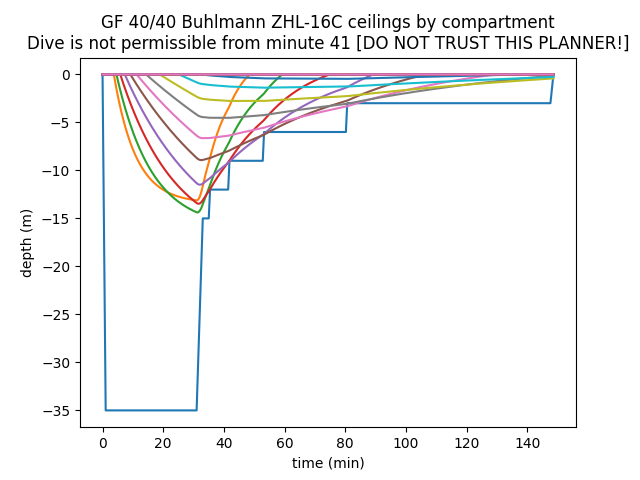 GF 40/40 Buhlmann ZHL-16C ceilings by compartment
Dive is not permissible from minute 41 [DO NOT TRUST THIS PLANNER!]
0
−5
−10
−15
−20
−25
−30
−35
depth (m)
0 20 40 60 80 100 120 140
time (min)